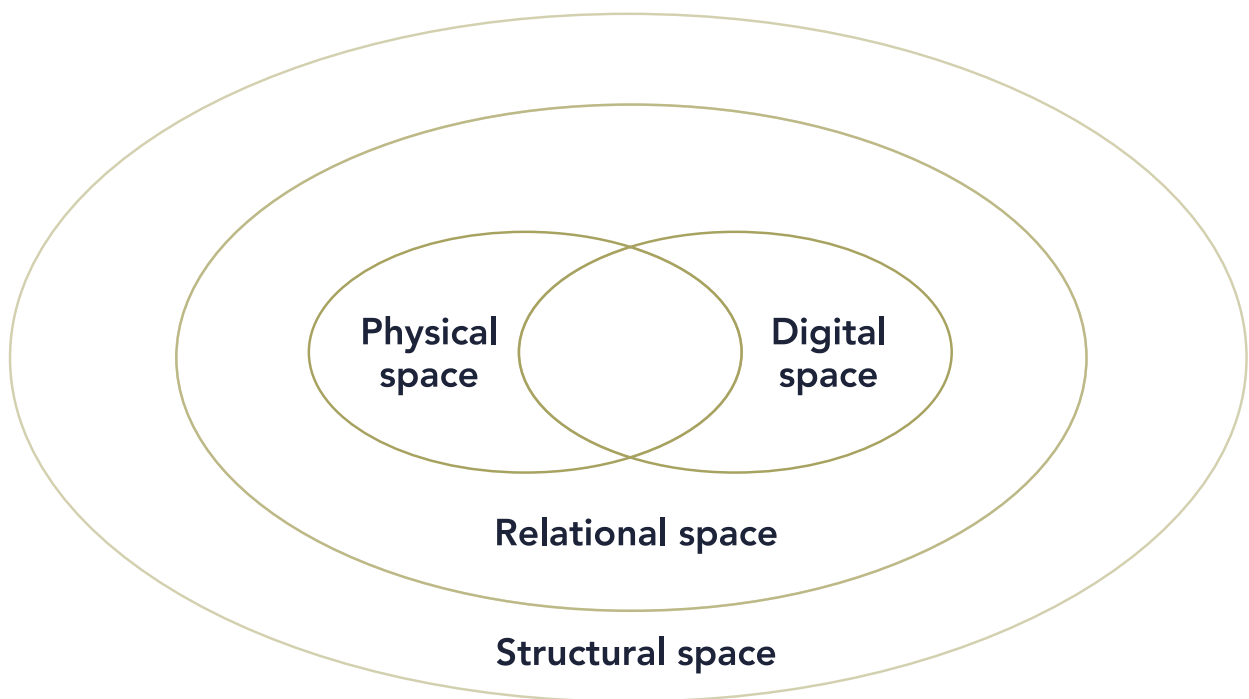 Physical
space
Digital
space
Relational space
Structural space